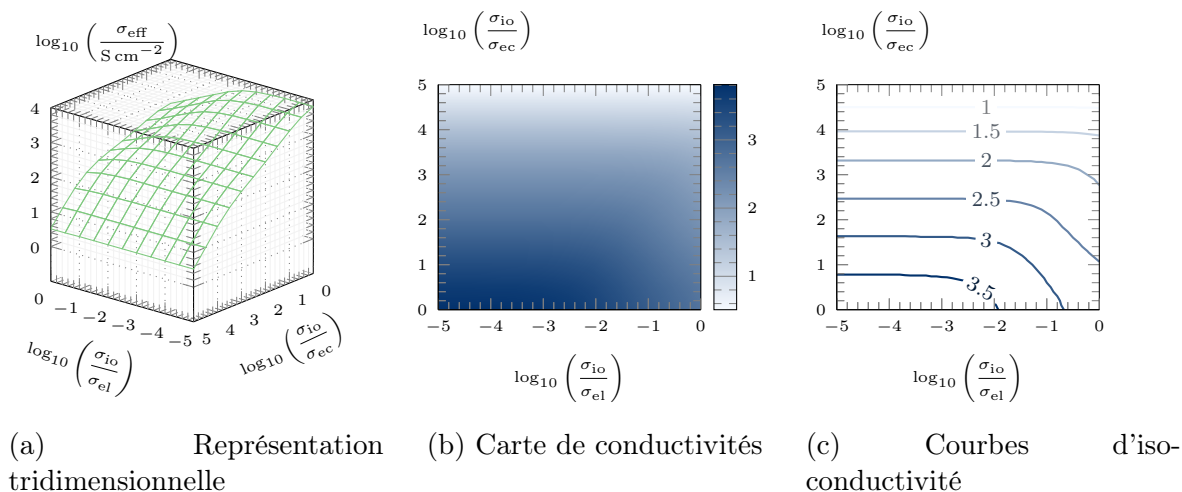 log10 (σeff / S cm−2)
4
3
2
1
0
0 −1 −2 −3 −4 −5
5 4 3 2 1 0
log10 (σio / σel)
log10 (σio / σec)
log10 (σio / σec)
5
4
3
2
1
0
−5 −4 −3 −2 −1 0
3
2
1
log10 (σio / σel)
log10 (σio / σec)
5
4
3
2
1
0
−5 −4 −3 −2 −1 0
1
1.5
2
2.5
3
3.5
log10 (σio / σel)
(a) Représentation
tridimensionnelle
(b) Carte de conductivités
(c) Courbes d'iso-
conductivité